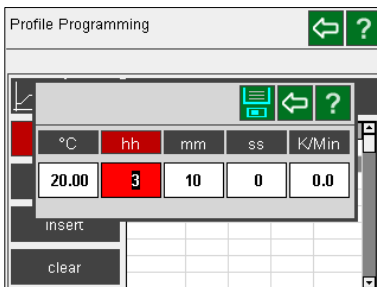 Profile Programming
?
?
°C hh mm ss K/Min
20.00 3 10 0 0.0
insert
clear